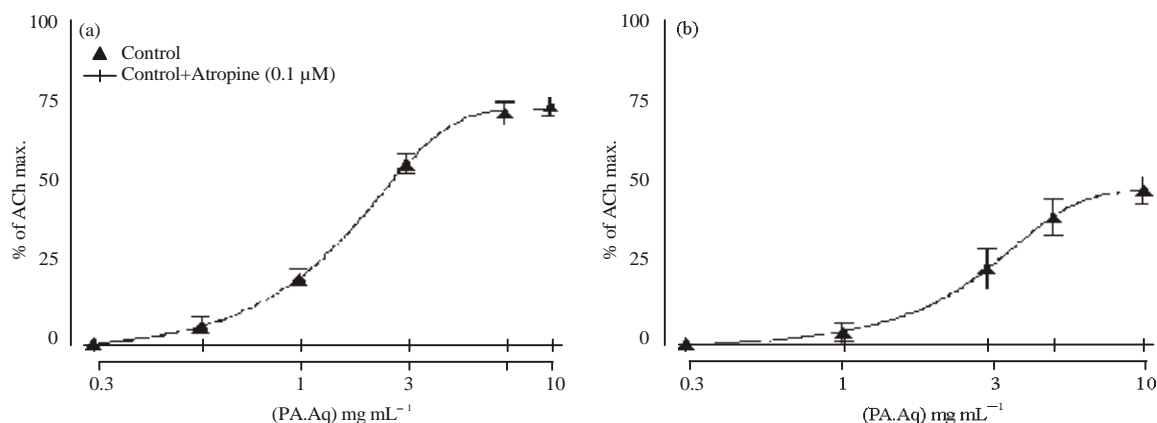 (a)
Control
Control+Atropine (0.1 µM)
% of ACh max.
100
75
50
25
0
0.3 1 3 10
(PA.Aq) mg mL⁻¹
(b)
% of ACh max.
100
75
50
25
0
0.3 1 3 10
(PA.Aq) mg mL⁻¹